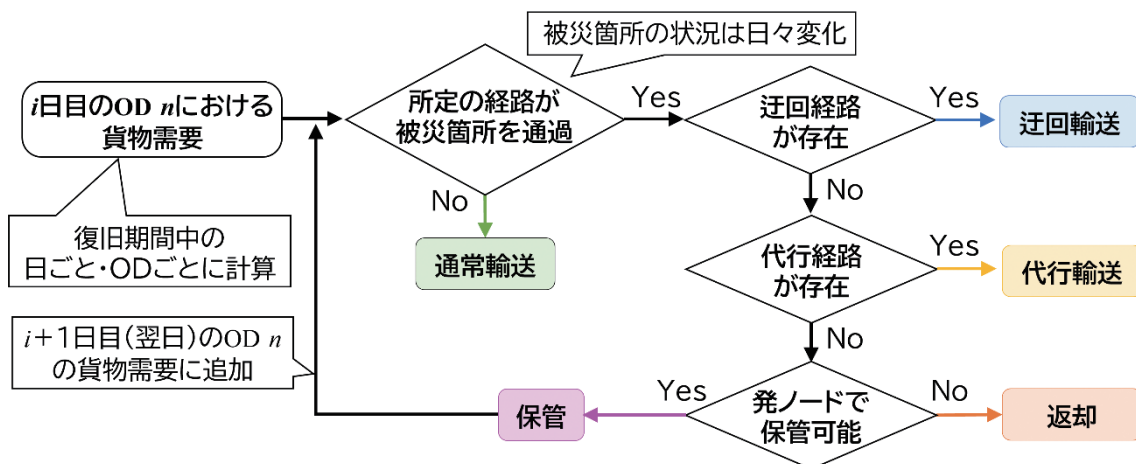 被災箇所の状況は日々変化
i日目のOD nにおける
貨物需要
所定の経路が
被災箇所を通過
Yes
迂回経路
が存在
Yes
迂回輸送
No
No
復旧期間中の
日ごと・ODごとに計算
通常輸送
代行経路
が存在
Yes
代行輸送
i＋1日目(翌日)のOD n
の貨物需要に追加
No
保管
Yes
発ノードで
保管可能
No
返却